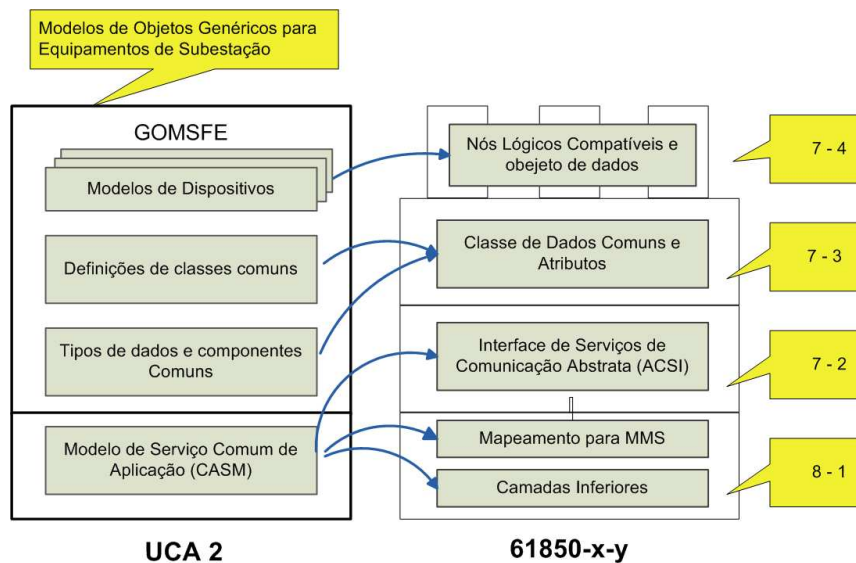 Modelos de Objetos Genéricos para
Equipamentos de Subestação
GOMSFE
Modelos de Dispositivos
Definições de classes comuns
Tipos de dados e componentes
Comuns
Modelo de Serviço Comum de
Aplicação (CASM)
UCA 2
Nós Lógicos Compatíveis e
obejeto de dados
7 - 4
Classe de Dados Comuns e
Atributos
7 - 3
Interface de Serviços de
Comunicação Abstrata (ACSI)
7 - 2
Mapeamento para MMS
Camadas Inferiores
8 - 1
61850-x-y